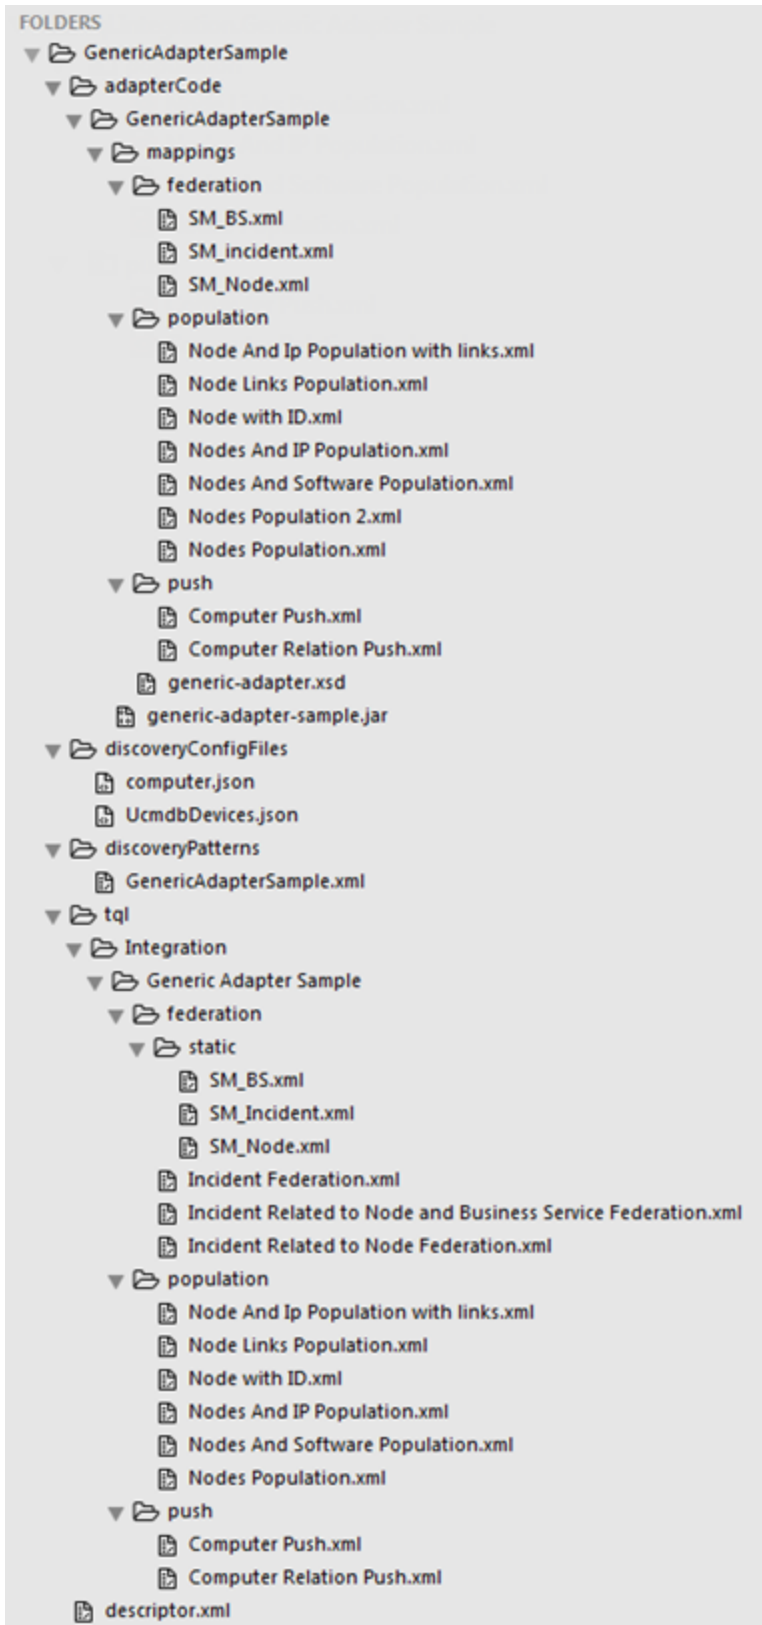 FOLDERS
GenericAdapterSample
adapterCode
GenericAdapterSample
mappings
federation
SM_BS.xml
SM_incident.xml
SM_Node.xml
population
Node And Ip Population with links.xml
Node Links Population.xml
Node with ID.xml
Nodes And IP Population.xml
Nodes And Software Population.xml
Nodes Population 2.xml
Nodes Population.xml
push
Computer Push.xml
Computer Relation Push.xml
generic-adapter.xsd
generic-adapter-sample.jar
discoveryConfigFiles
computer.json
UcmdbDevices.json
discoveryPatterns
GenericAdapterSample.xml
tql
Integration
Generic Adapter Sample
federation
static
SM_BS.xml
SM_Incident.xml
SM_Node.xml
Incident Federation.xml
Incident Related to Node and Business Service Federation.xml
Incident Related to Node Federation.xml
population
Node And Ip Population with links.xml
Node Links Population.xml
Node with ID.xml
Nodes And IP Population.xml
Nodes And Software Population.xml
Nodes Population.xml
push
Computer Push.xml
Computer Relation Push.xml
descriptor.xml